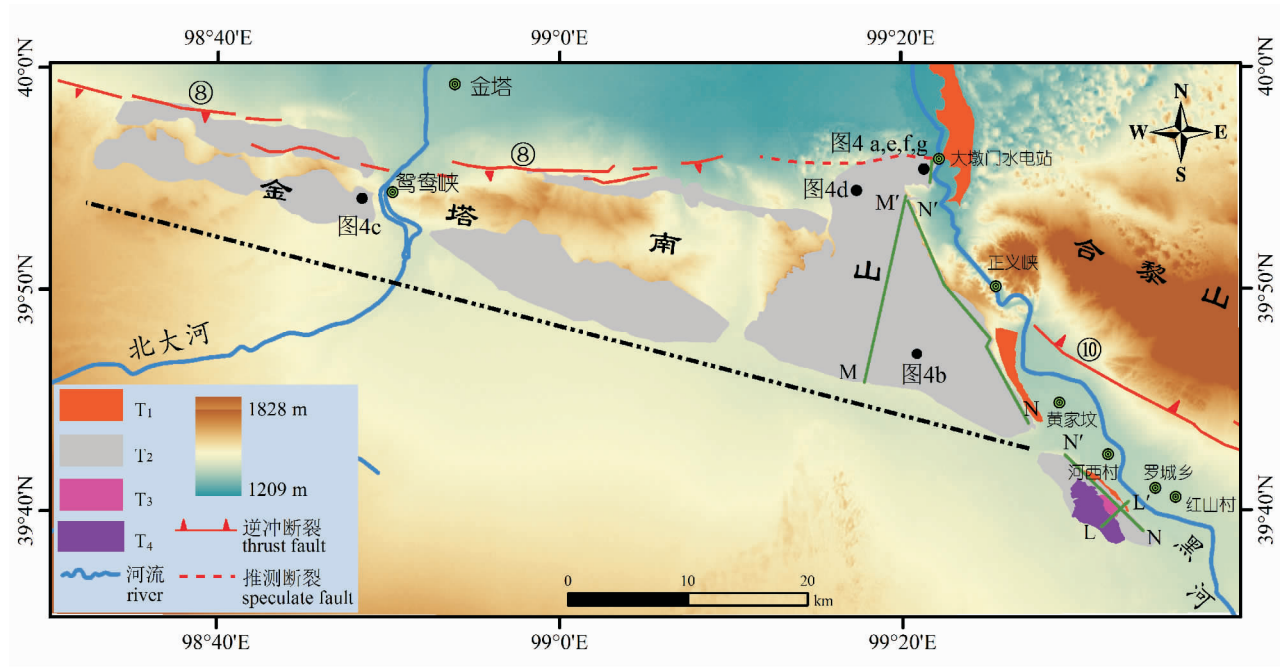 98°40'E
99°0'E
99°20'E
40°0'N
40°0'N
⑧
金塔
N
W
E
S
图4 a,e,f,g
大墩门水电站
⑧
金
鸳鸯峡
图4c
塔
南
图4d
M'
N'
山
合
黎
山
正义峡
39°50'N
39°50'N
北大河
⑩
M
图4b
N
黄家坟
N'
河西村
罗城乡
红山村
L'
L
N
黑
河
39°40'N
39°40'N
T1
T2
T3
T4
1828 m
1209 m
逆冲断裂
thrust fault
河流
river
推测断裂
speculate fault
0
10
20
km
98°40'E
99°0'E
99°20'E